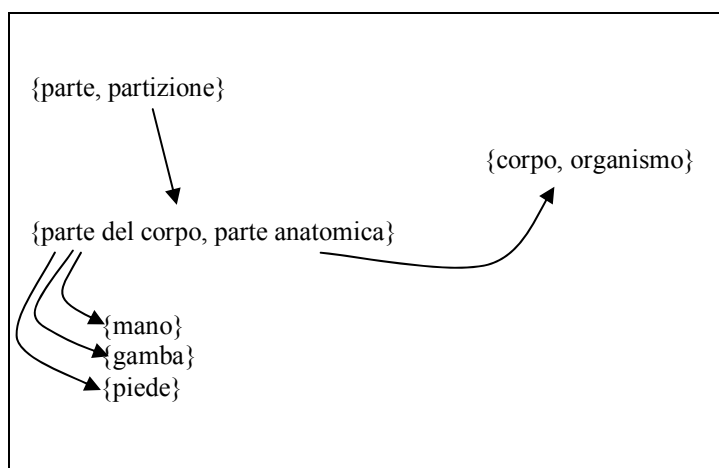 {parte, partizione}
{corpo, organismo}
{parte del corpo, parte anatomica}
{mano}
{gamba}
{piede}